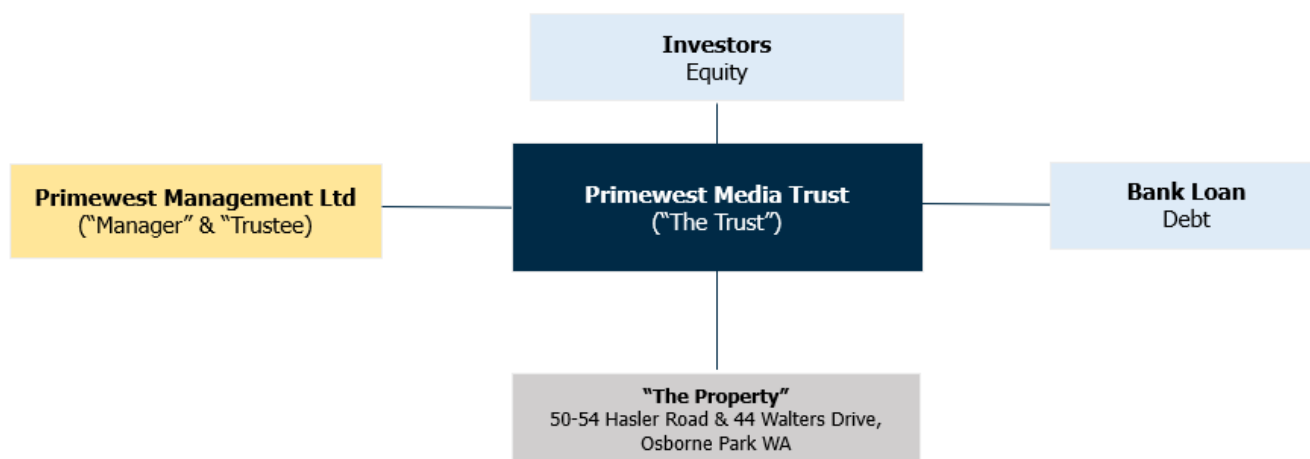 Investors
Equity
Primewest Management Ltd
(“Manager” & “Trustee)
Primewest Media Trust
(“The Trust”)
Bank Loan
Debt
“The Property”
50-54 Hasler Road & 44 Walters Drive,
Osborne Park WA